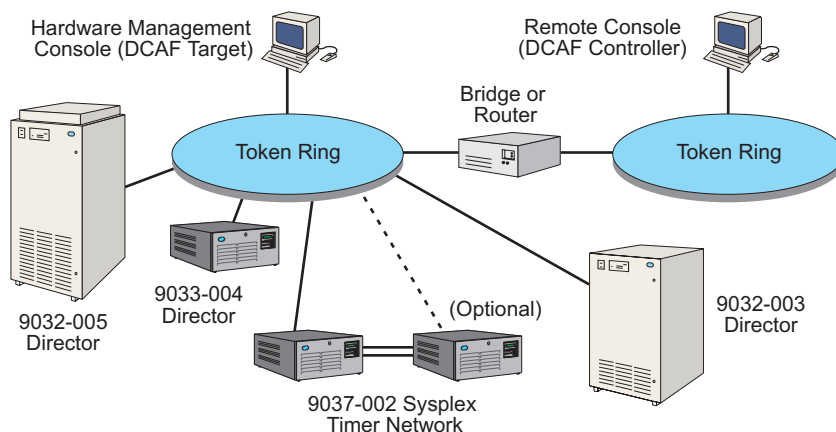 Hardware Management
Console (DCAF Target)
Remote Console
(DCAF Controller)
Bridge or
Router
Token Ring
Token Ring
9032-005
Director
9033-004
Director
(Optional)
9032-003
Director
9037-002 Sysplex
Timer Network